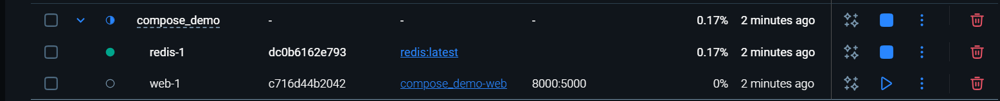 compose_demo - - - 0.17% 2 minutes ago
redis-1 dc0b6162e793 redis:latest 0.17% 2 minutes ago
web-1 c716d44b2042 compose_demo-web 8000:5000 0% 2 minutes ago